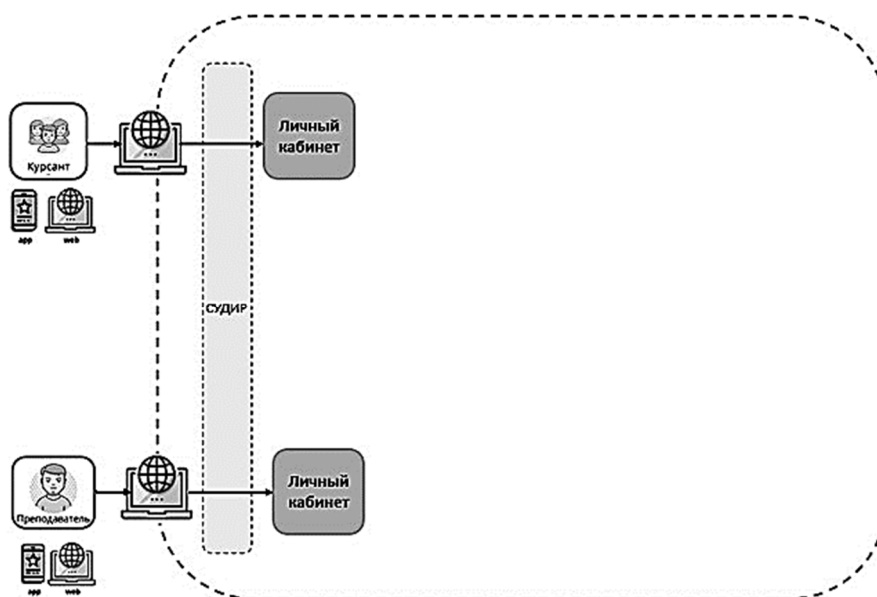 Личный
кабинет
Курсант
app
web
СУДИР
Личный
кабинет
Преподаватель
app
web